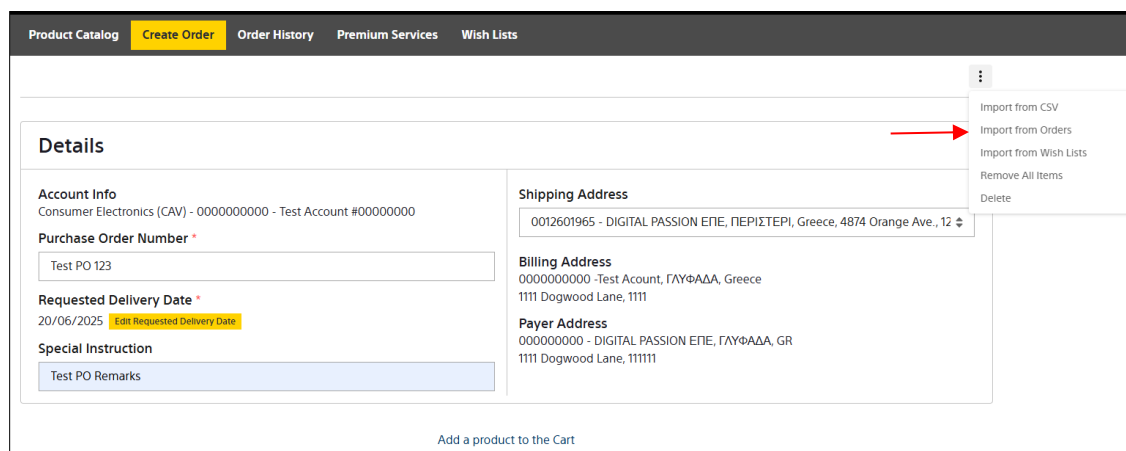 Product Catalog Create Order Order History Premium Services Wish Lists
Import from CSV
Import from Orders
Import from Wish Lists
Remove All Items
Delete
Details
Account Info
Consumer Electronics (CAV) - 0000000000 - Test Account #00000000
Purchase Order Number *
Test PO 123
Requested Delivery Date *
20/06/2025 Edit Requested Delivery Date
Special Instruction
Test PO Remarks
Shipping Address
0012601965 - DIGITAL PASSION ΕΠΕ, ΠΕΡΙΣΤΕΡΙ, Greece, 4874 Orange Ave., 12
Billing Address
0000000000 -Test Acount, ΓΛΥΦΑΔΑ, Greece
1111 Dogwood Lane, 1111
Payer Address
000000000 - DIGITAL PASSION ΕΠΕ, ΓΛΥΦΑΔΑ, GR
1111 Dogwood Lane, 111111
Add a product to the Cart